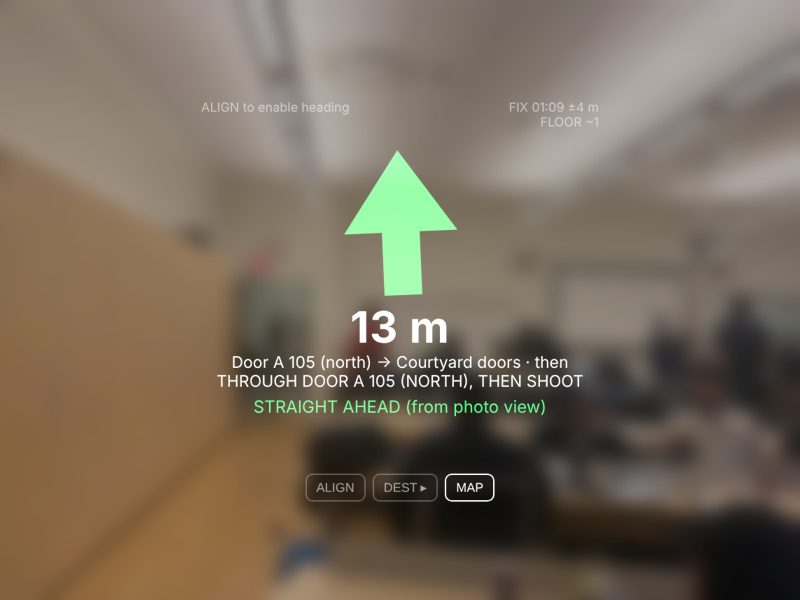 ALIGN to enable heading
FIX 01:09 ±4 m
FLOOR ~1
13 m
Door A 105 (north) → Courtyard doors · then
THROUGH DOOR A 105 (NORTH), THEN SHOOT
STRAIGHT AHEAD (from photo view)
ALIGN
DEST ▸
MAP